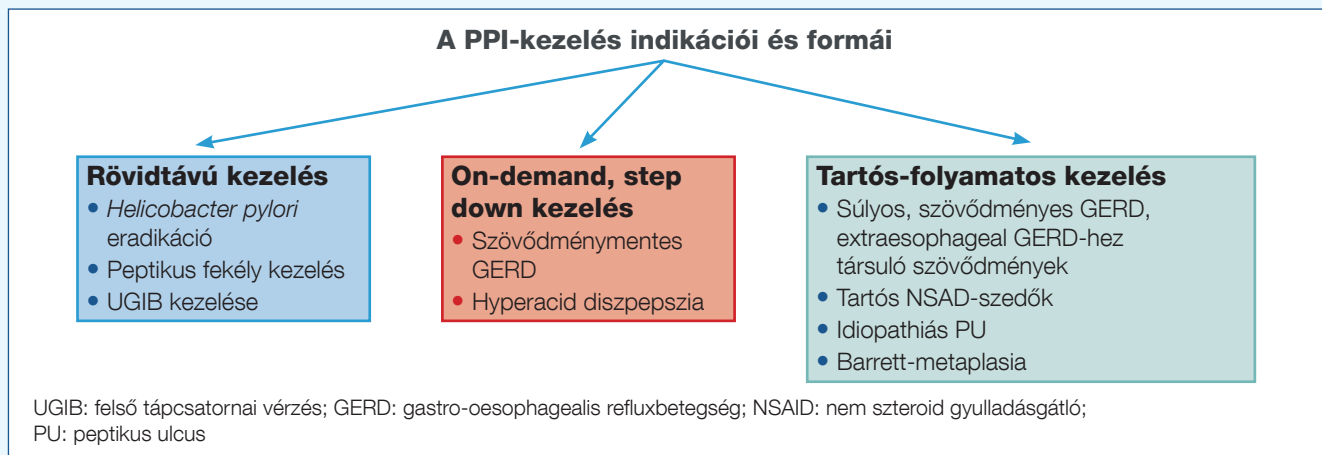 A PPI-kezelés indikációi és formái
Rövidtávú kezelés
• Helicobacter pylori
eradikáció
• Peptikus fekély kezelés
• UGIB kezelése
On-demand, step
down kezelés
• Szövődménymentes
GERD
• Hyperacid diszpepszia
Tartós-folyamatos kezelés
• Súlyos, szövődményes GERD,
extraesophageal GERD-hez
társuló szövődmények
• Tartós NSAD-szedők
• Idiopathiás PU
• Barrett-metaplasia
UGIB: felső tápcsatornai vérzés; GERD: gastro-oesophagealis refluxbetegség; NSAID: nem szteroid gyulladásgátló;
PU: peptikus ulcus